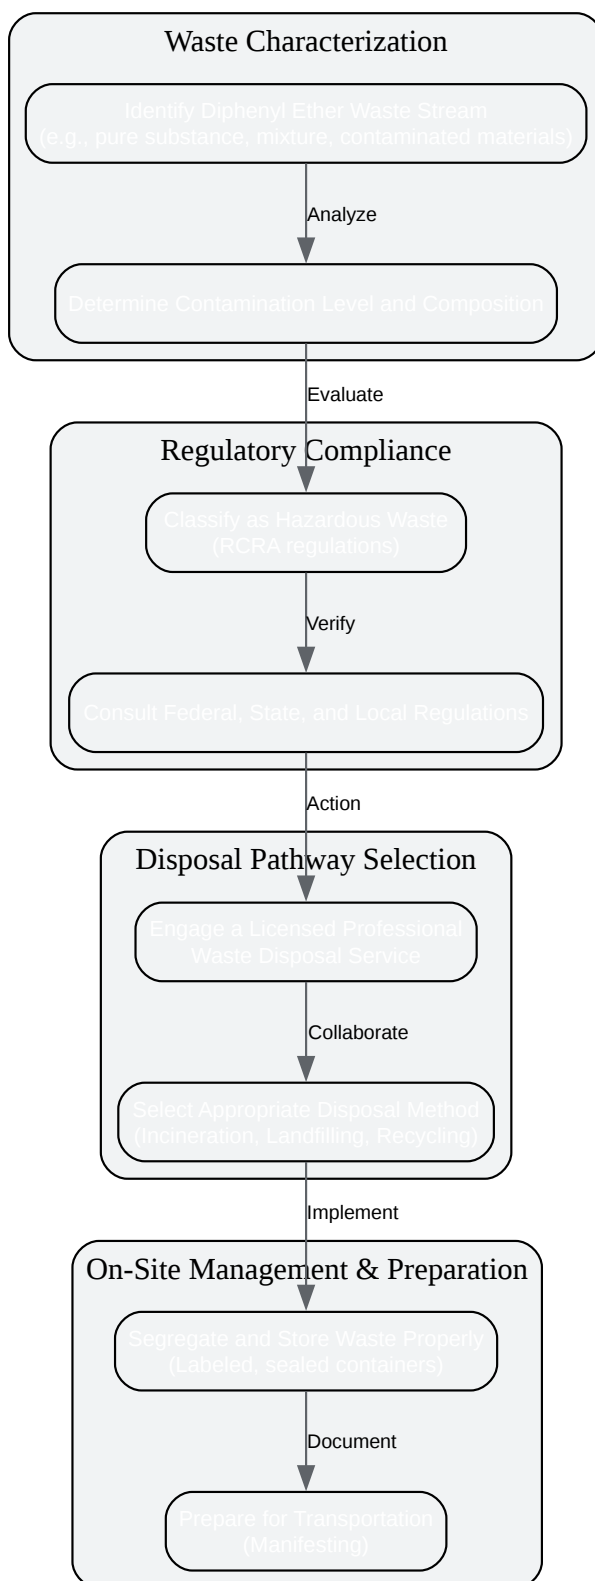 Waste Characterization
Identify Diphenyl Ether Waste Stream
(e.g., pure substance, mixture, contaminated materials)
Analyze
Determine Contamination Level and Composition
Evaluate
Regulatory Compliance
Classify as Hazardous Waste
(RCRA regulations)
Verify
Consult Federal, State, and Local Regulations
Action
Disposal Pathway Selection
Engage a Licensed Professional
Waste Disposal Service
Collaborate
Select Appropriate Disposal Method
(Incineration, Landfilling, Recycling)
Implement
On-Site Management & Preparation
Segregate and Store Waste Properly
(Labeled, sealed containers)
Document
Prepare for Transportation
(Manifesting)